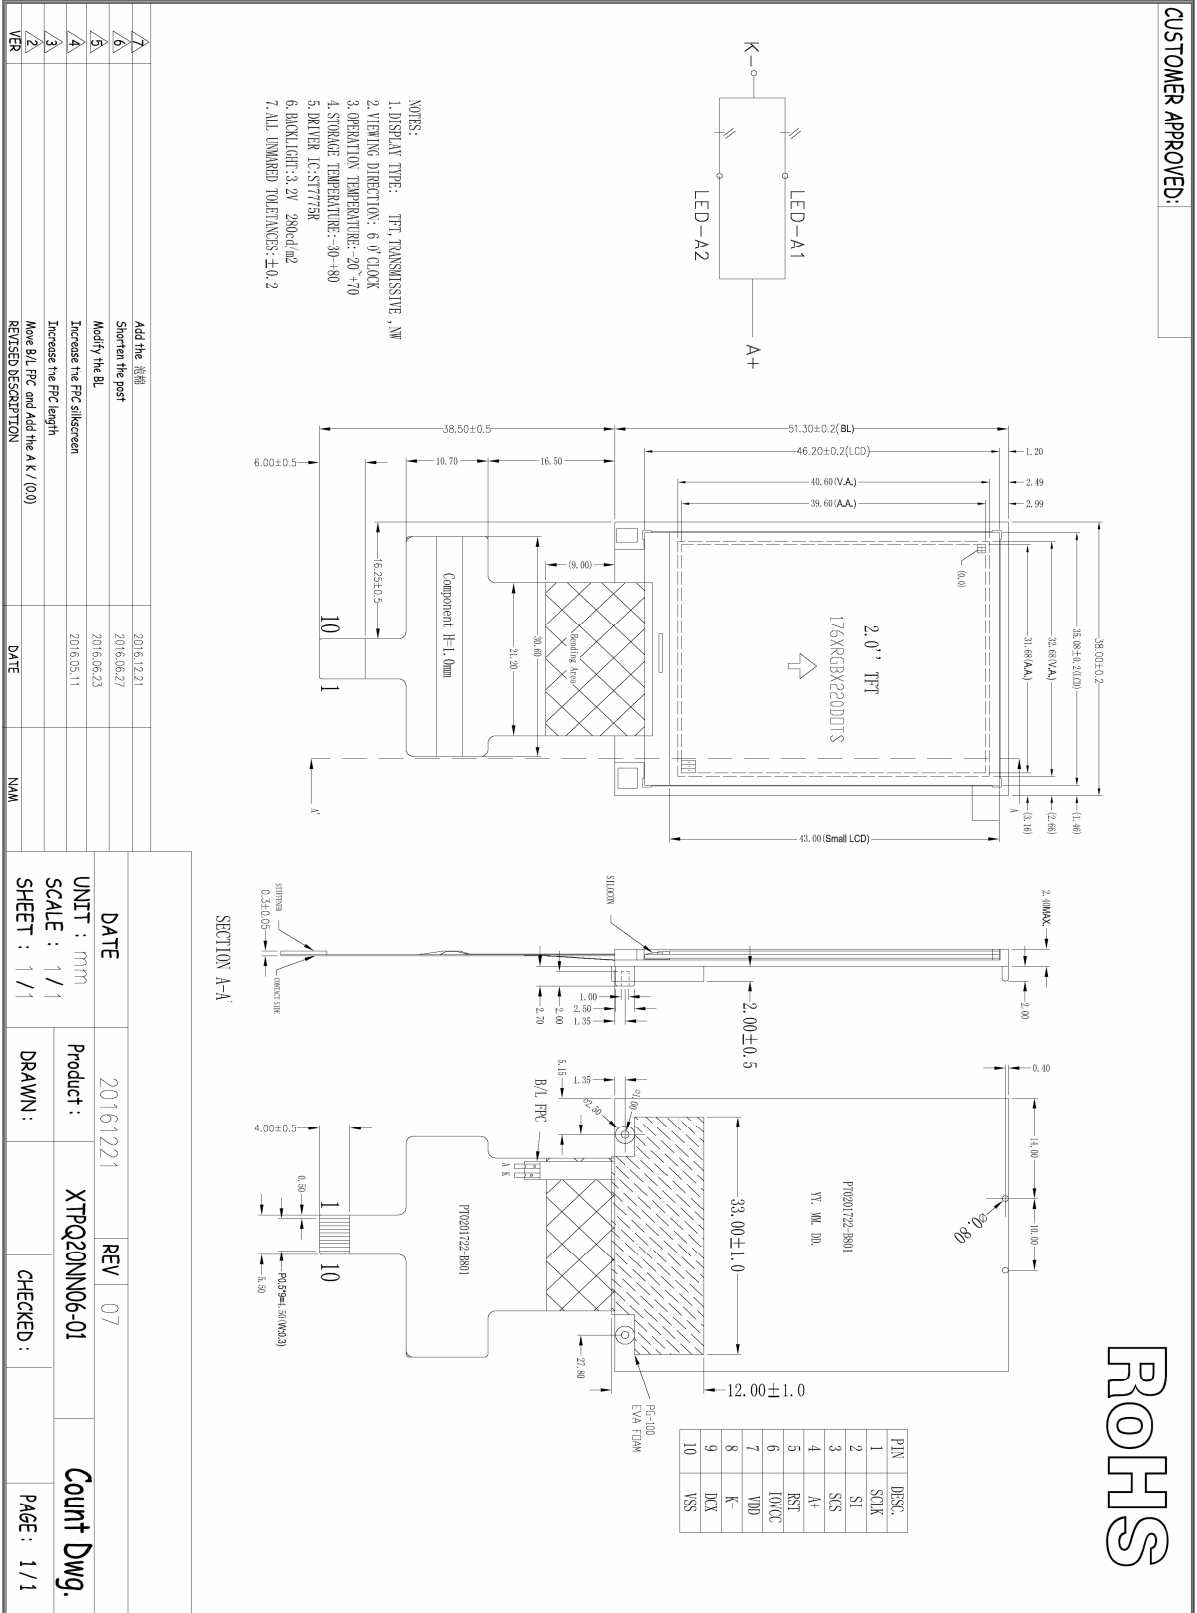 CUSTOMER APPROVED:
RoHS
K-
LED-A1
LED-A2
A+
NOTES:
1.DISPLAY TYPE: TFT,TRANSMISSIVE ,NW
2.VIEWING DIRECTION: 6 O'CLOCK
3.OPERATION TEMPERATURE:-20~+70
4.STORAGE TEMPERATURE:-30-+80
5.DRIVER IC:ST7775R
6.BACKLIGHT:3.2V 280cd/m2
7.ALL UNMARED TOLETANCES:±0.2
38.00±0.2
35.08±0.2(LCD)
32.68(V.A.)
31.68(A.A.)
(1.46)
(2.66)
(3.16)
1.20
2.49
2.99
51.30±0.2(BL)
46.20±0.2(LCD)
40.60(V.A.)
39.60(A.A.)
(0,0)
2.0'' TFT
176XRGBX220DOTS
A
43.00(Small LCD)
38.50±0.5
16.50
10.70
6.00±0.5
(9.00)
Bending Area
21.20
30.60
Component H=1.0mm
16.25±0.5
10
1
A'
2.40MAX.
2.00
SILOCON
2.00±0.5
1.00
2.50
1.35
2.00
2.70
STIFFENER
0.3±0.05
CONTACT SIDE
SECTION A-A'
0.40
14.00
10.00
Ø0.80
PT0201722-B801
YY. MM. DD.
33.00±1.0
12.00±1.0
5.15
1.35
Ø1.00
Ø2.50
B/L FPC
A K
27.80
PG-100
EVA FOAM
PT0201722-B801
4.00±0.5
0.50
1
10
P0.5*9=4.50(W:0.3)
5.50
PIN DESC.
1 SCLK
2 SI
3 SCS
4 A+
5 RST
6 IOVCC
7 VDD
8 K-
9 DCX
10 VSS
7 Add the 泡棉 2016.12.21
6 Shorten the post 2016.06.27
5 Modify the BL 2016.06.23
4 Increase the FPC silkscreen 2016.05.11
3 Increase the FPC length
2 Move B/L FPC and Add the A K / (0.0)
VER REVISED DESCRIPTION DATE NAM
DATE 20161221 REV 07
UNIT : mm
SCALE : 1/1
SHEET : 1/1
Product : XTPQ20NN06-01
Count Dwg.
DRAWN :
CHECKED :
PAGE : 1/1